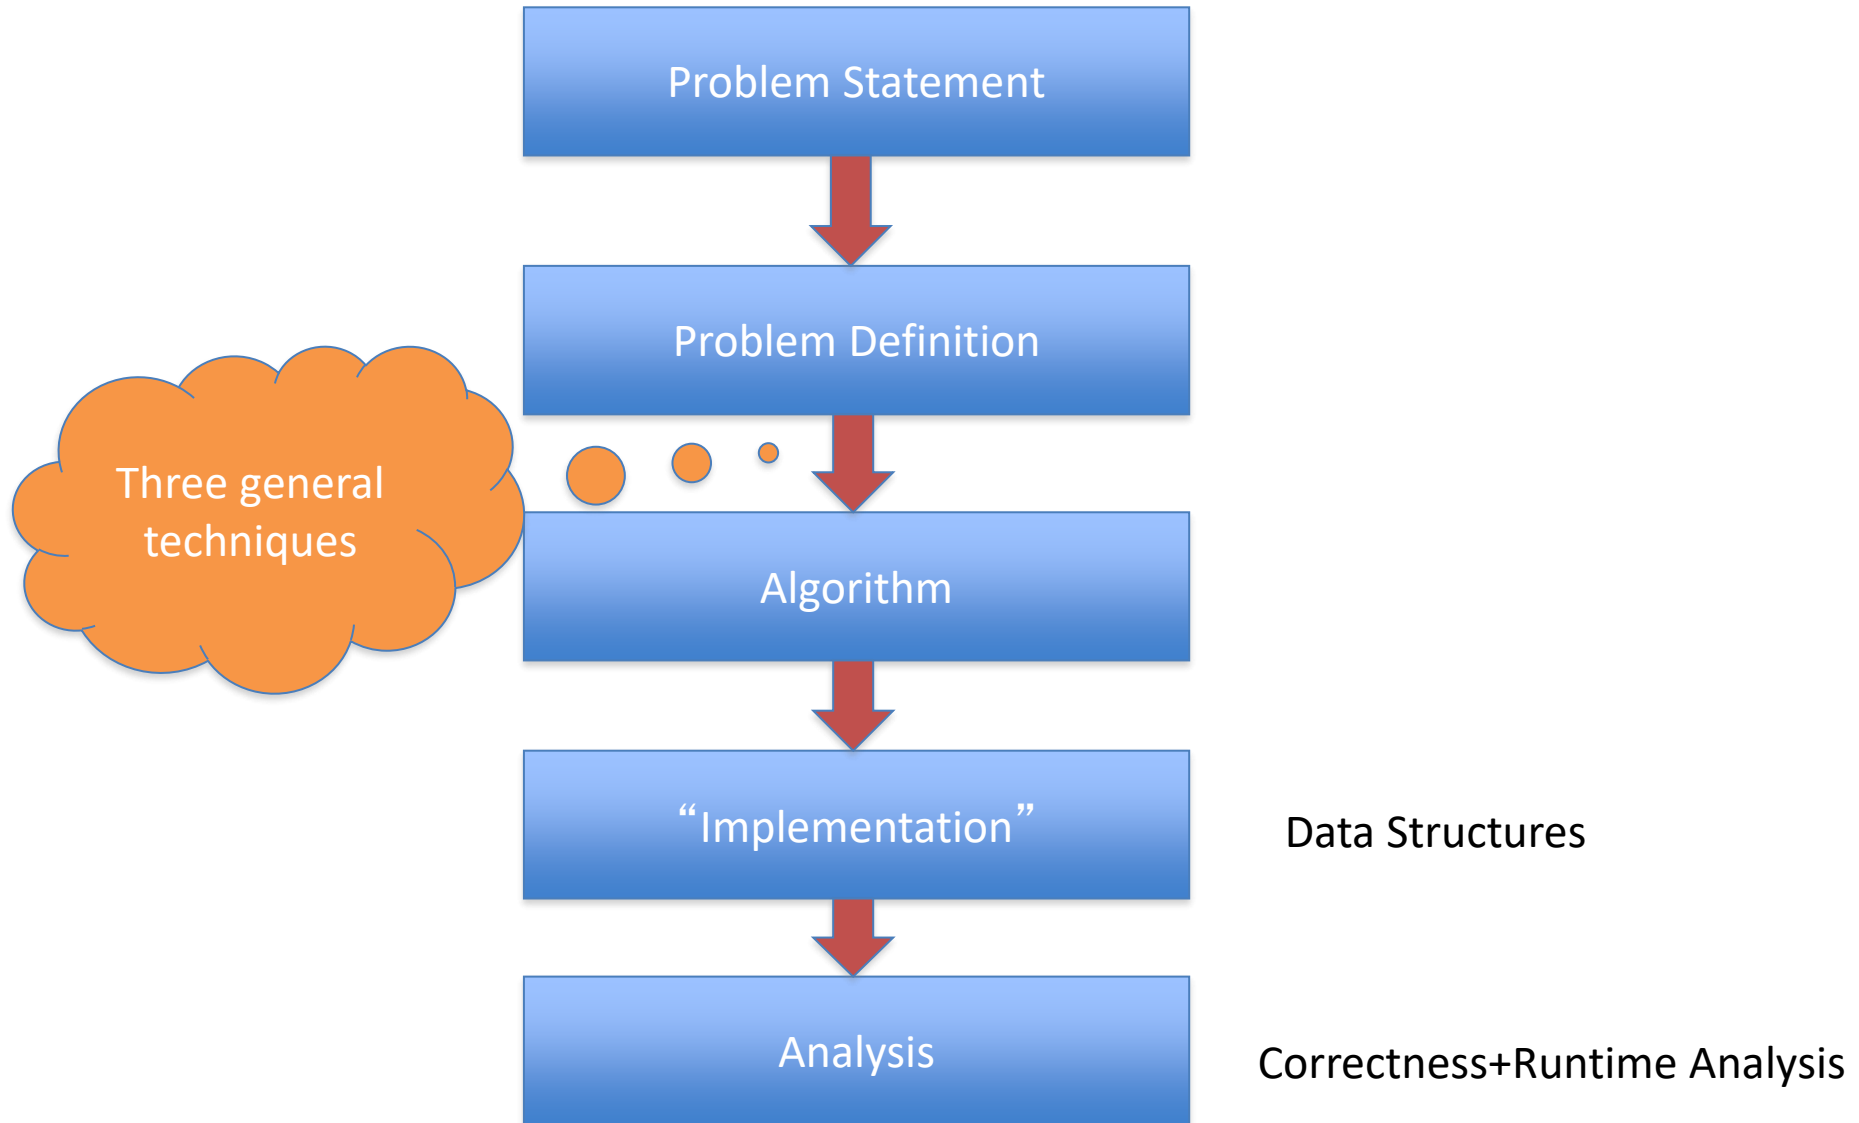 Problem Statement
Problem Definition
Three general
techniques
Algorithm
“Implementation”
Data Structures
Analysis
Correctness+Runtime Analysis